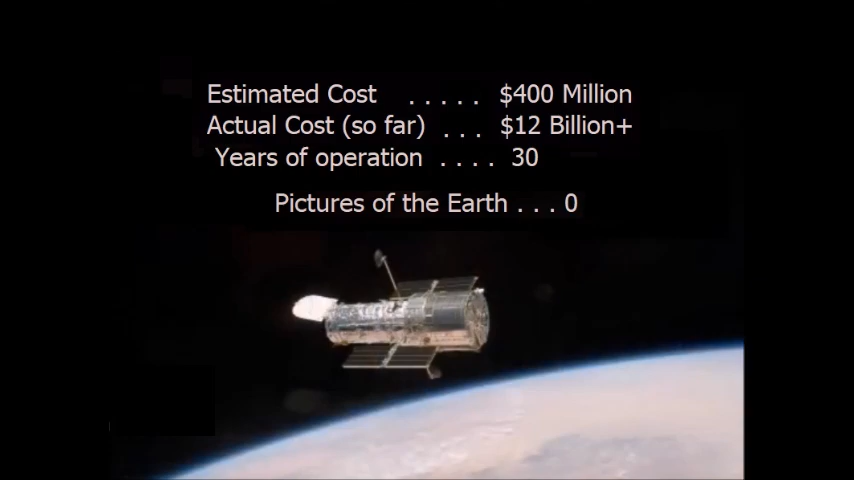 Estimated Cost ..... $400 Million
Actual Cost (so far) ... $12 Billion+
Years of operation .... 30
Pictures of the Earth ... 0